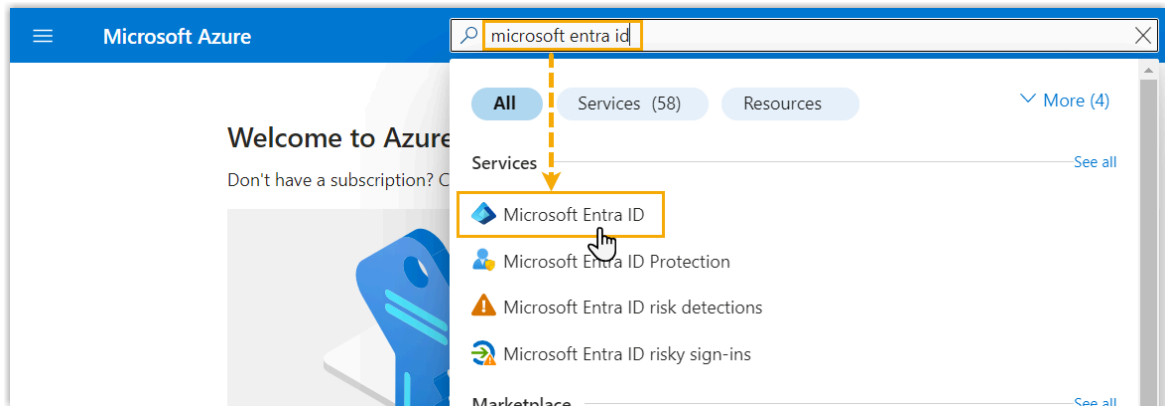 Microsoft Azure
microsoft entra id
All Services (58) Resources More (4)
Welcome to Azure
Services See all
Don't have a subscription? C
Microsoft Entra ID
Microsoft Entra ID Protection
Microsoft Entra ID risk detections
Microsoft Entra ID risky sign-ins
Marketplace See all